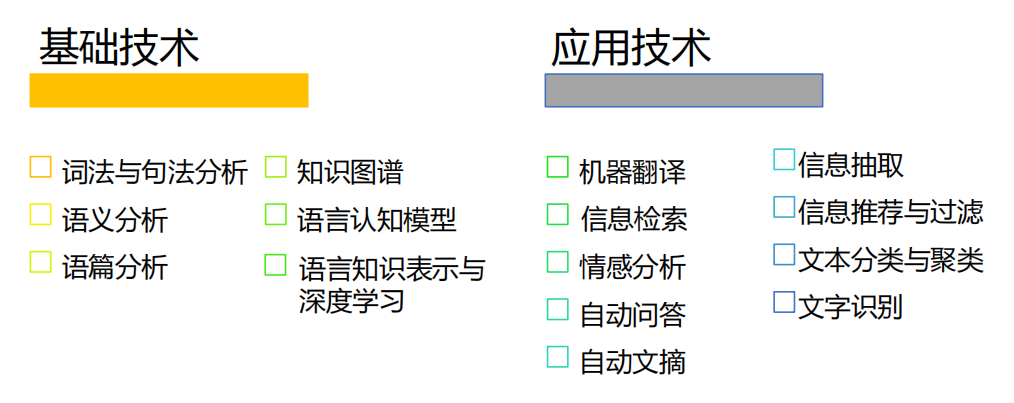 基础技术
词法与句法分析
语义分析
语篇分析
知识图谱
语言认知模型
语言知识表示与
深度学习
应用技术
机器翻译
信息检索
情感分析
自动问答
自动文摘
信息抽取
信息推荐与过滤
文本分类与聚类
文字识别